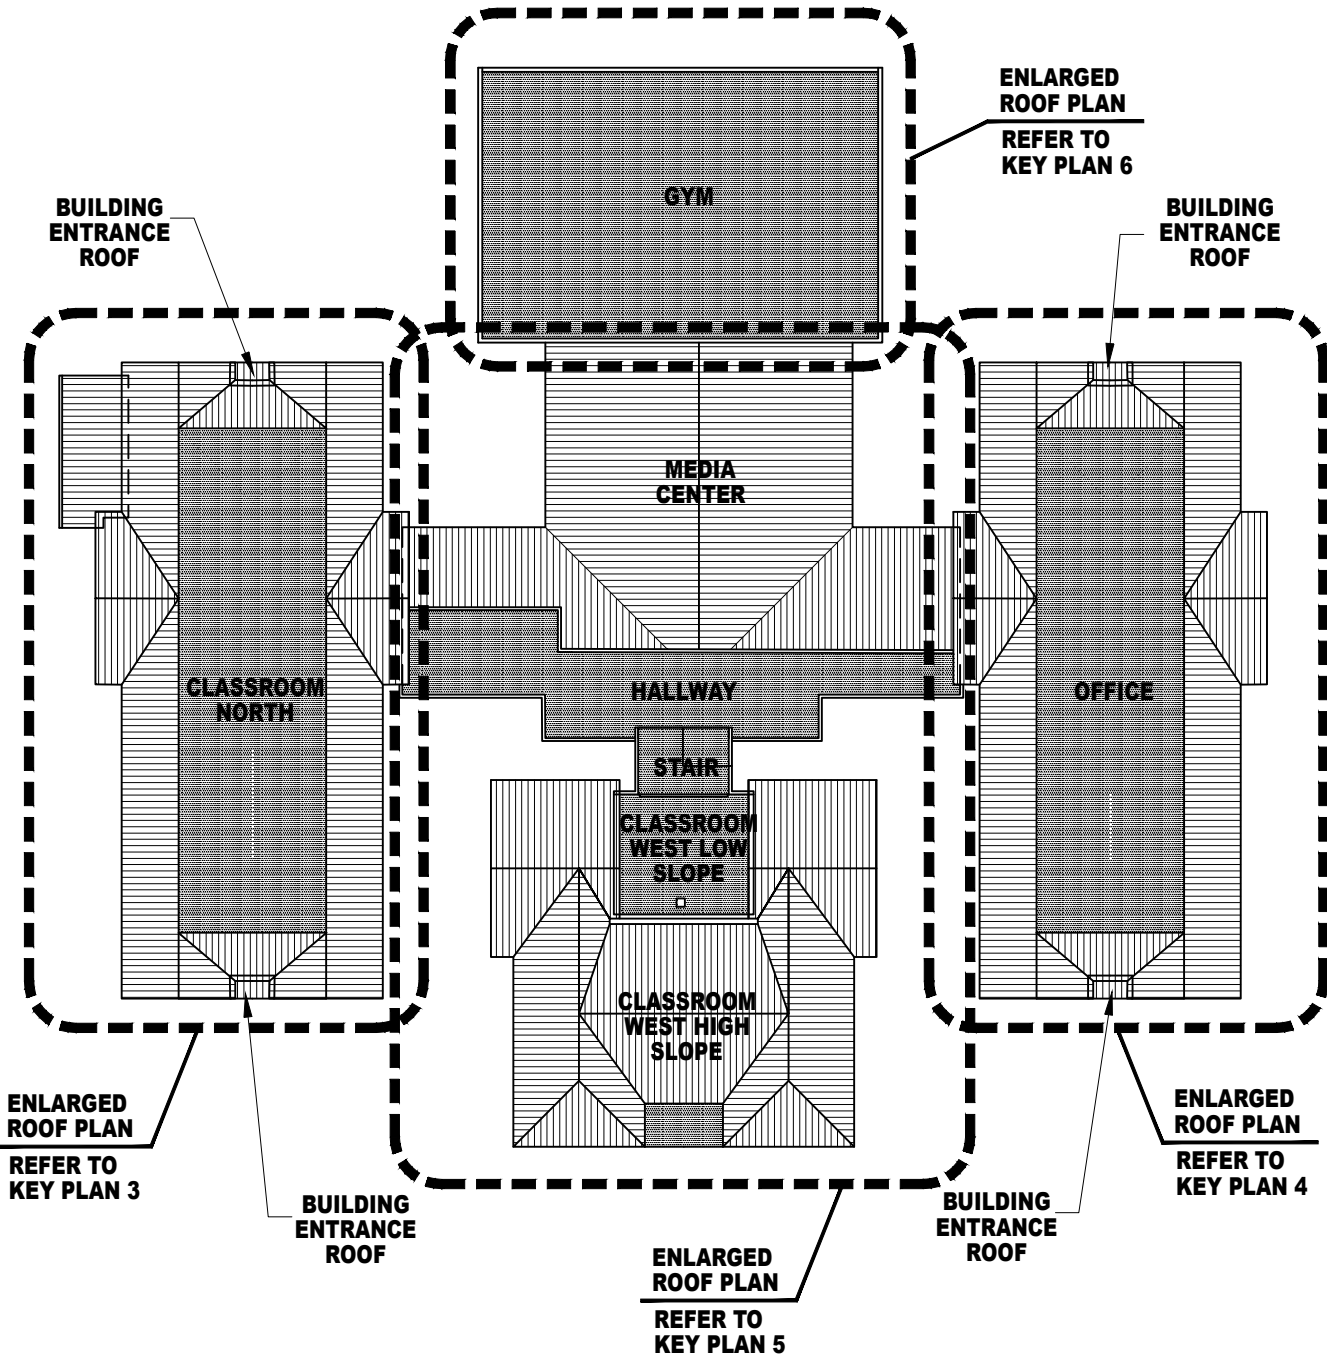 ENLARGED
ROOF PLAN
REFER TO
KEY PLAN 6
BUILDING
ENTRANCE
ROOF
BUILDING
ENTRANCE
ROOF
GYM
MEDIA
CENTER
CLASSROOM
NORTH
HALLWAY
OFFICE
STAIR
CLASSROOM
WEST LOW
SLOPE
CLASSROOM
WEST HIGH
SLOPE
ENLARGED
ROOF PLAN
REFER TO
KEY PLAN 3
BUILDING
ENTRANCE
ROOF
ENLARGED
ROOF PLAN
REFER TO
KEY PLAN 5
BUILDING
ENTRANCE
ROOF
ENLARGED
ROOF PLAN
REFER TO
KEY PLAN 4